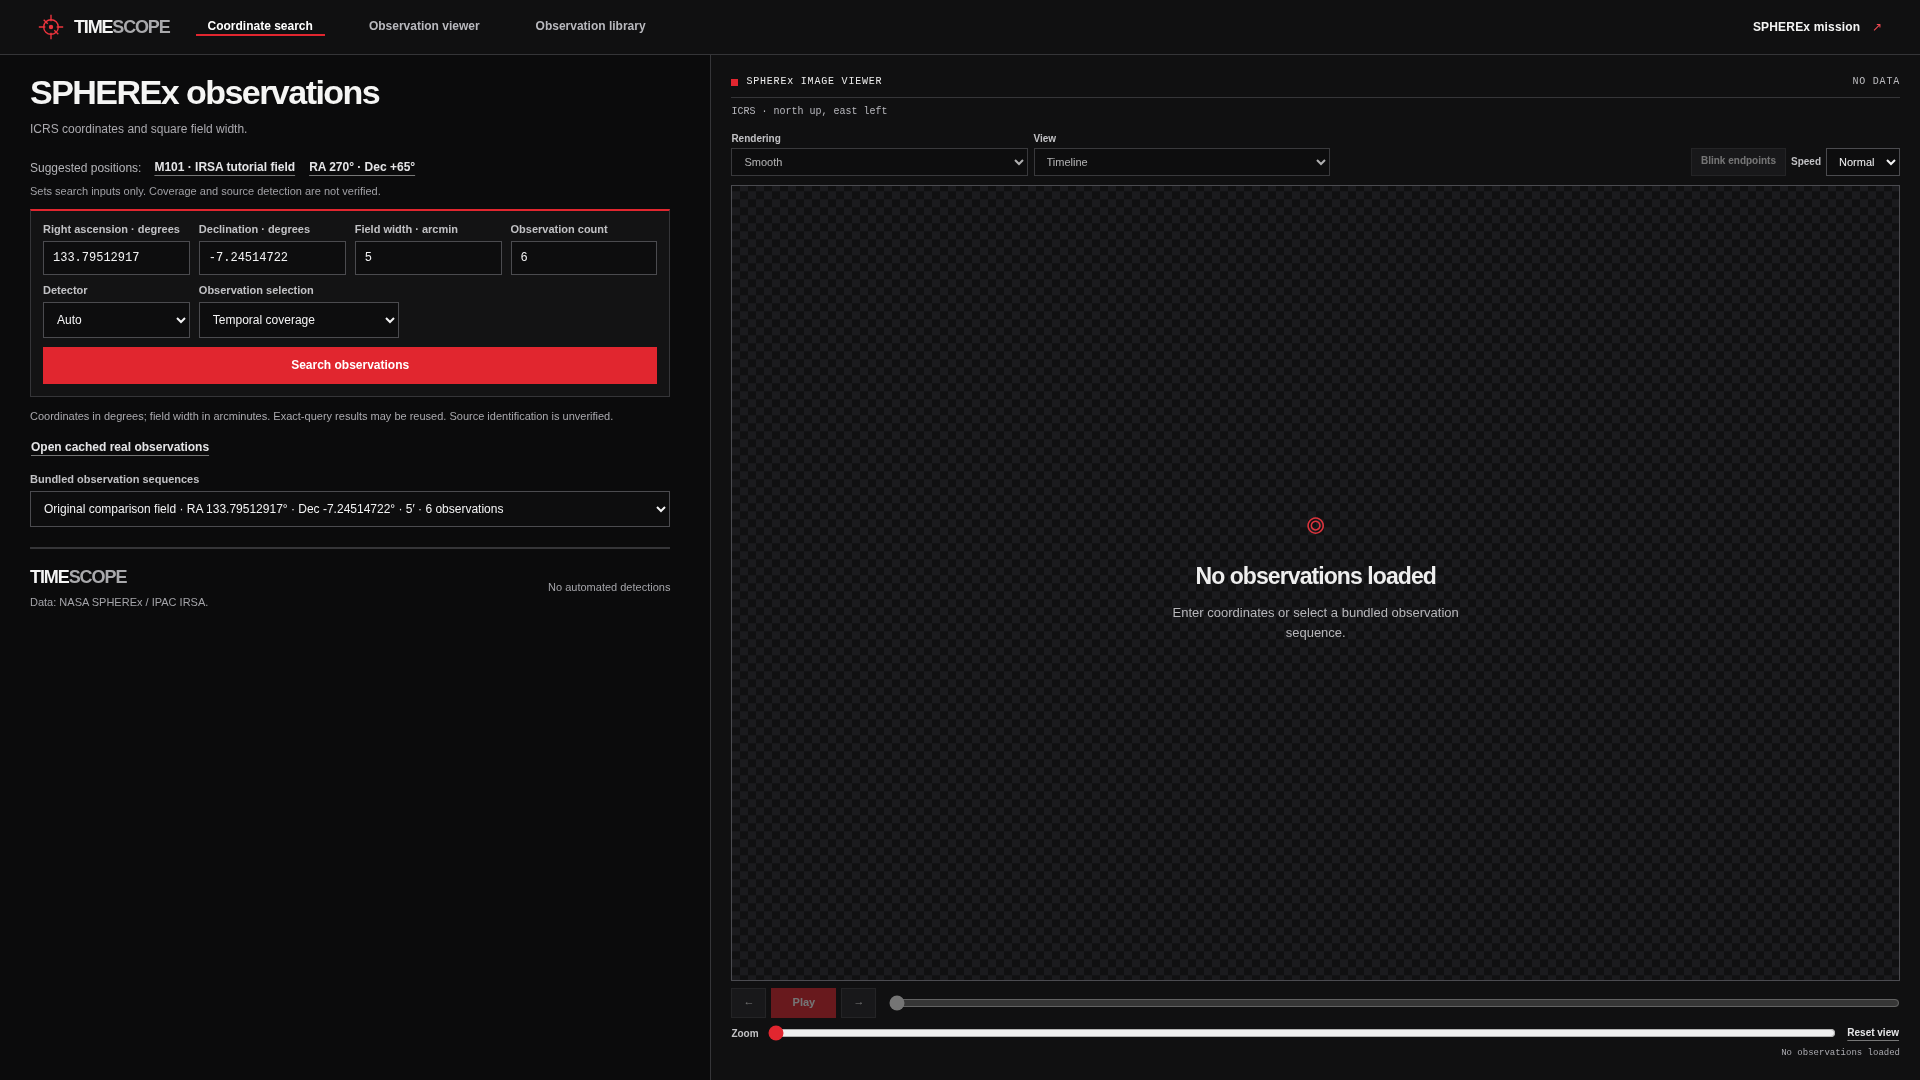 TIMESCOPE
Coordinate search
Observation viewer
Observation library
SPHEREx mission ↗
SPHEREx observations
ICRS coordinates and square field width.
Suggested positions: M101 · IRSA tutorial field RA 270° · Dec +65°
Sets search inputs only. Coverage and source detection are not verified.
Right ascension · degrees
Declination · degrees
Field width · arcmin
Observation count
133.79512917
-7.24514722
5
6
Detector
Observation selection
Auto
Temporal coverage
Search observations
Coordinates in degrees; field width in arcminutes. Exact-query results may be reused. Source identification is unverified.
Open cached real observations
Bundled observation sequences
Original comparison field · RA 133.79512917° · Dec -7.24514722° · 5′ · 6 observations
TIMESCOPE
Data: NASA SPHEREx / IPAC IRSA.
No automated detections
SPHEREx IMAGE VIEWER
NO DATA
ICRS · north up, east left
Rendering
View
Smooth
Timeline
Blink endpoints
Speed
Normal
No observations loaded
Enter coordinates or select a bundled observation
sequence.
←
Play
→
Zoom
Reset view
No observations loaded